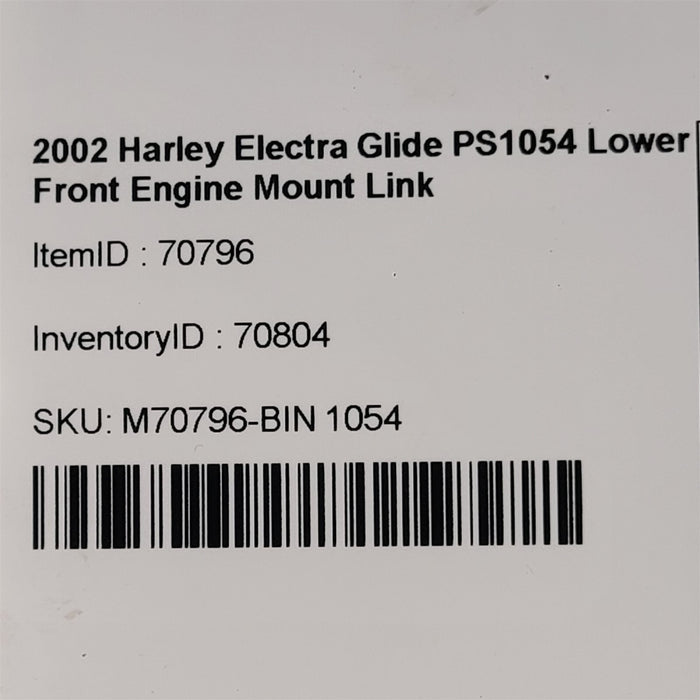 2002 Harley Electra Glide PS1054 Lower
Front Engine Mount Link
ItemID : 70796
InventoryID : 70804
SKU: M70796-BIN 1054